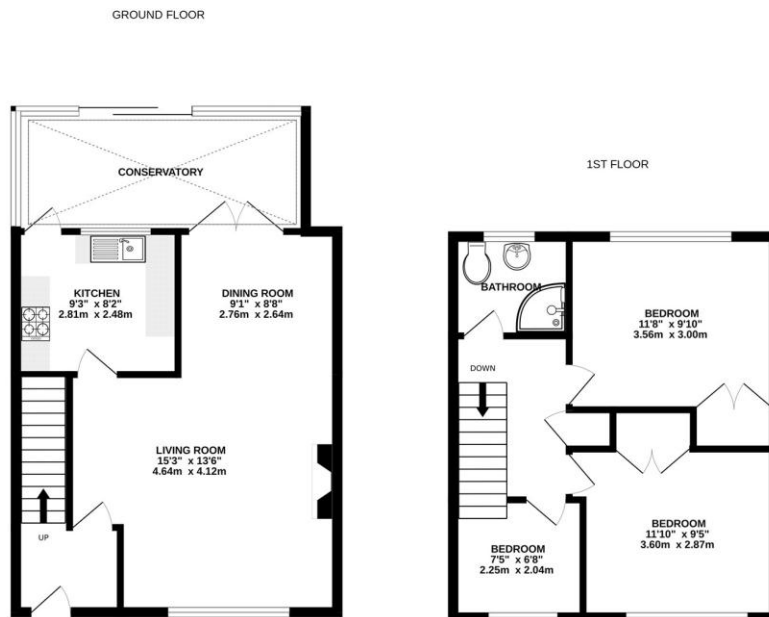 GROUND FLOOR
CONSERVATORY
KITCHEN
9'3" x 8'2"
2.81m x 2.48m
DINING ROOM
9'1" x 8'8"
2.76m x 2.64m
LIVING ROOM
15'3" x 13'6"
4.64m x 4.12m
UP
1ST FLOOR
BATHROOM
BEDROOM
11'8" x 9'10"
3.56m x 3.00m
DOWN
BEDROOM
11'10" x 9'5"
3.60m x 2.87m
BEDROOM
7'5" x 6'8"
2.25m x 2.04m